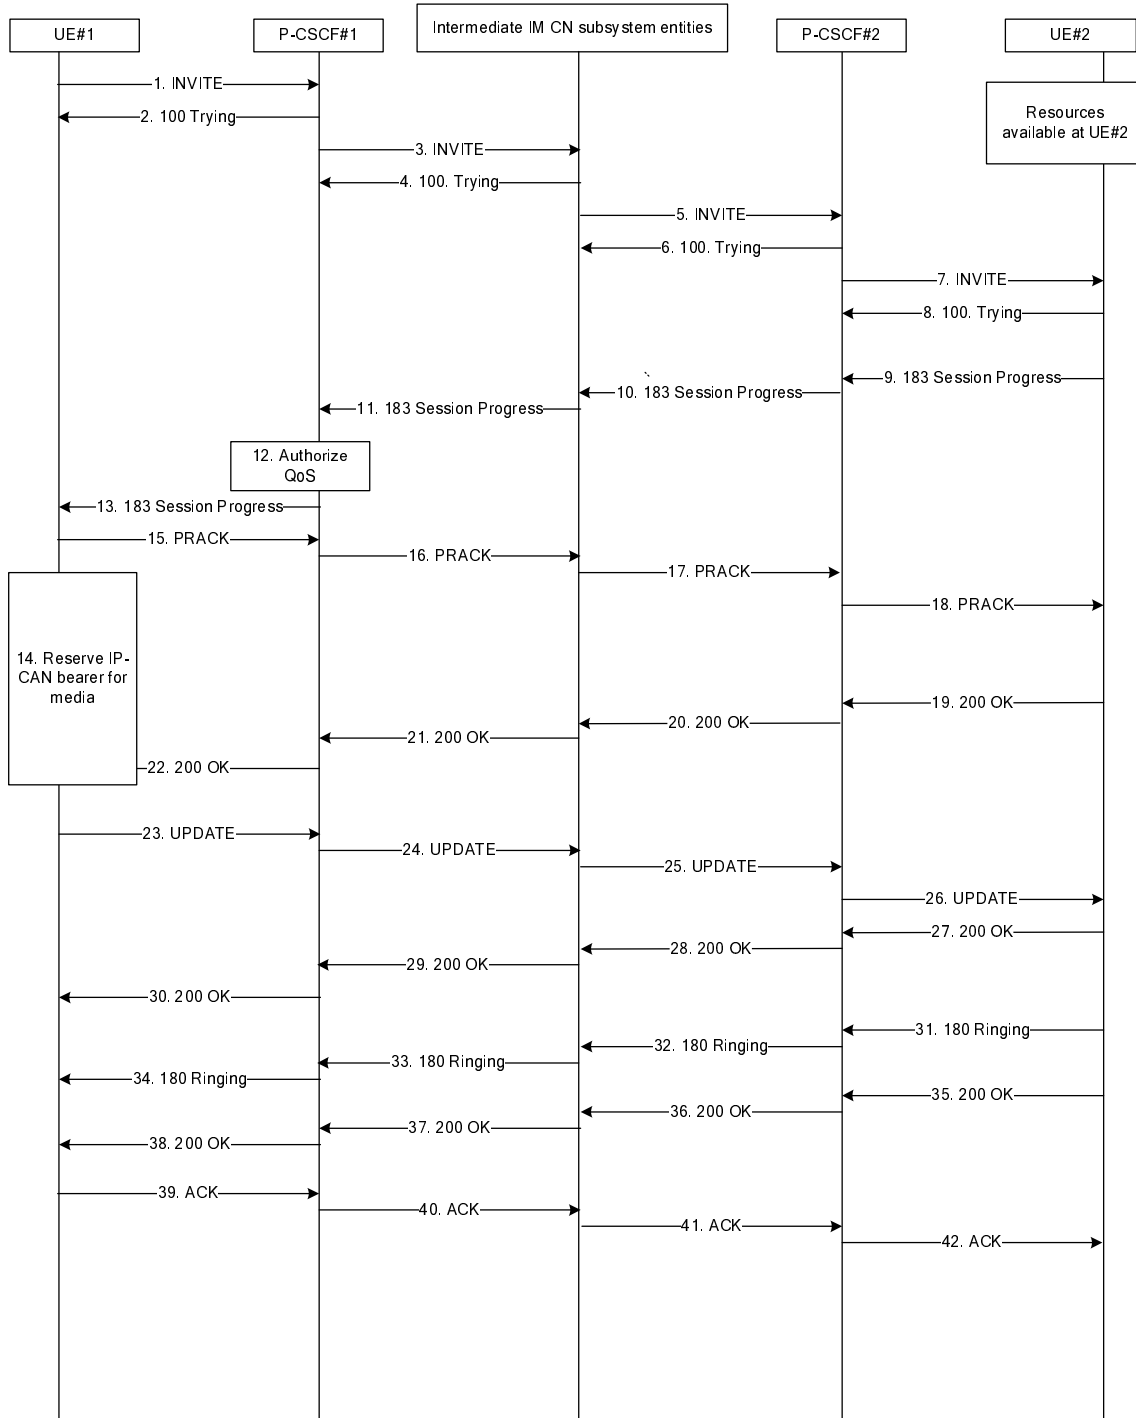 UE#1
P-CSCF#1
Intermediate IM CN subsystem entities
P-CSCF#2
UE#2
1. INVITE
Resources
available at UE#2
2. 100 Trying
3. INVITE
4. 100. Trying
5. INVITE
6. 100. Trying
7. INVITE
8. 100. Trying
9. 183 Session Progress
10. 183 Session Progress
11. 183 Session Progress
12. Authorize
QoS
13. 183 Session Progress
15. PRACK
16. PRACK
17. PRACK
18. PRACK
14. Reserve IP-
CAN bearer for
media
19. 200 OK
20. 200 OK
21. 200 OK
22. 200 OK
23. UPDATE
24. UPDATE
25. UPDATE
26. UPDATE
27. 200 OK
28. 200 OK
29. 200 OK
30. 200 OK
31. 180 Ringing
32. 180 Ringing
33. 180 Ringing
34. 180 Ringing
35. 200 OK
36. 200 OK
37. 200 OK
38. 200 OK
39. ACK
40. ACK
41. ACK
42. ACK